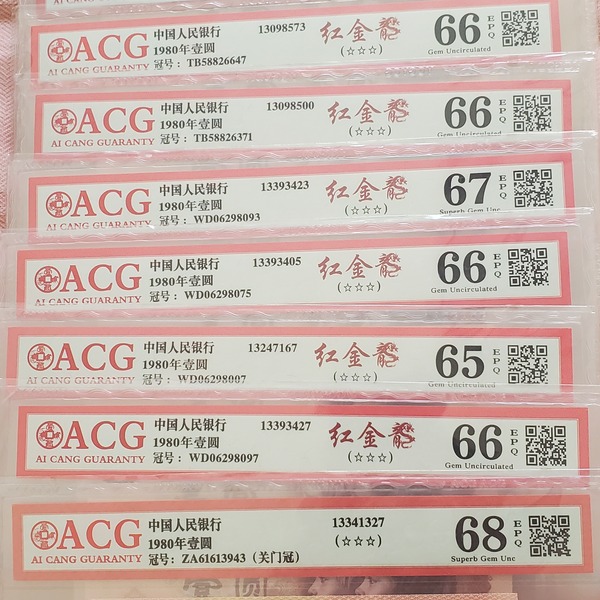 ACG
AI CANG GUARANTY
中国人民银行
1980年壹圆
冠号：TB58826647
13098573
红金龍
(☆☆☆)
66
EPQ
Gem Uncirculated
ACG
AI CANG GUARANTY
中国人民银行
1980年壹圆
冠号：TB58826371
13098500
红金龍
(☆☆☆)
66
EPQ
Gem Uncirculated
ACG
AI CANG GUARANTY
中国人民银行
1980年壹圆
冠号：WD06298093
13393423
红金龍
(☆☆☆)
67
EPQ
Superb Gem Unc
ACG
AI CANG GUARANTY
中国人民银行
1980年壹圆
冠号：WD06298075
13393405
红金龍
(☆☆☆)
66
EPQ
Gem Uncirculated
ACG
AI CANG GUARANTY
中国人民银行
1980年壹圆
冠号：WD06298007
13247167
红金龍
(☆☆☆)
65
EPQ
Gem Uncirculated
ACG
AI CANG GUARANTY
中国人民银行
1980年壹圆
冠号：WD06298097
13393427
红金龍
(☆☆☆)
66
EPQ
Gem Uncirculated
ACG
AI CANG GUARANTY
中国人民银行
1980年壹圆
冠号：ZA61613943（关门冠）
13341327
(☆☆☆)
68
EPQ
Superb Gem Unc
壹圆